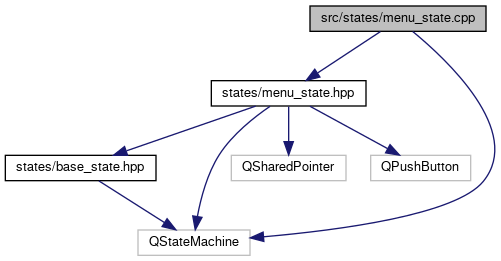 src/states/menu_state.cpp
states/menu_state.hpp
states/base_state.hpp
QSharedPointer
QPushButton
QStateMachine